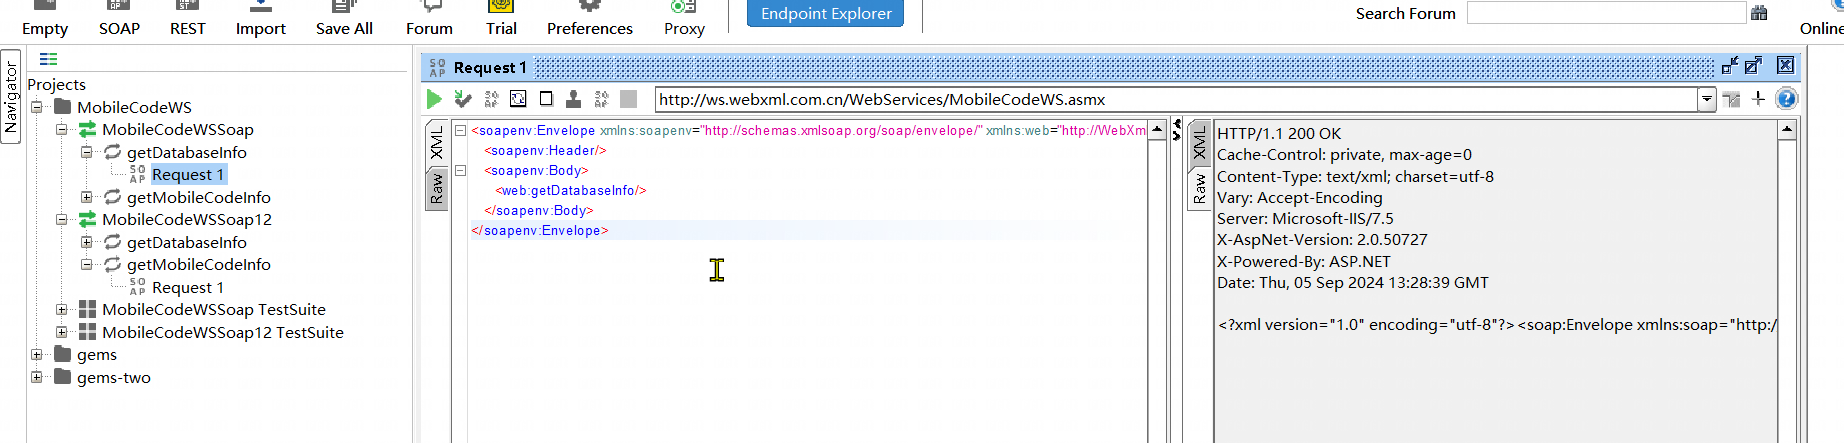 Empty SOAP REST Import Save All Forum Trial Preferences Proxy Endpoint Explorer Search Forum Online
Navigator
Projects
MobileCodeWS
MobileCodeWSSoap
getDatabaseInfo
SOAP Request 1
getMobileCodeInfo
MobileCodeWSSoap12
getDatabaseInfo
getMobileCodeInfo
SOAP Request 1
MobileCodeWSSoap TestSuite
MobileCodeWSSoap12 TestSuite
gems
gems-two
SOAP Request 1
http://ws.webxml.com.cn/WebServices/MobileCodeWS.asmx
XML
Raw
<soapenv:Envelope xmlns:soapenv="http://schemas.xmlsoap.org/soap/envelope/" xmlns:web="http://WebXm
<soapenv:Header/>
<soapenv:Body>
<web:getDatabaseInfo/>
</soapenv:Body>
</soapenv:Envelope>
XML
Raw
HTTP/1.1 200 OK
Cache-Control: private, max-age=0
Content-Type: text/xml; charset=utf-8
Vary: Accept-Encoding
Server: Microsoft-IIS/7.5
X-AspNet-Version: 2.0.50727
X-Powered-By: ASP.NET
Date: Thu, 05 Sep 2024 13:28:39 GMT
<?xml version="1.0" encoding="utf-8"?><soap:Envelope xmlns:soap="http:/